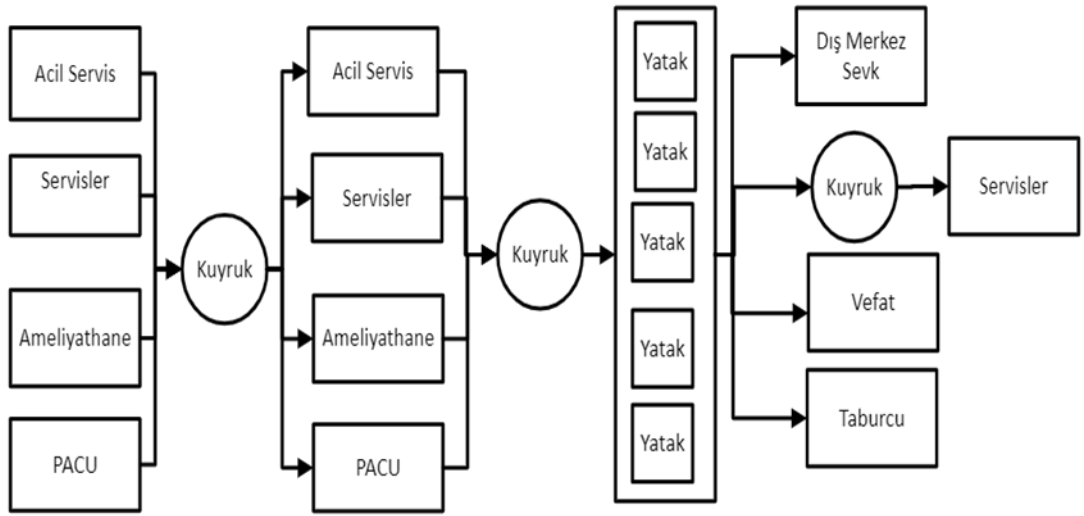 Acil Servis
Servisler
Ameliyathane
PACU
Kuyruk
Acil Servis
Servisler
Ameliyathane
PACU
Kuyruk
Yatak
Yatak
Yatak
Yatak
Yatak
Dış Merkez
Sevk
Kuyruk
Servisler
Vefat
Taburcu